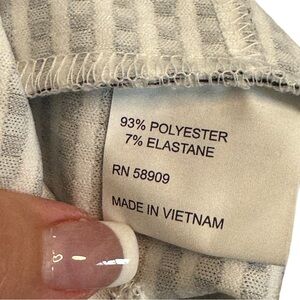 93% POLYESTER
7% ELASTANE
RN 58909
MADE IN VIETNAM